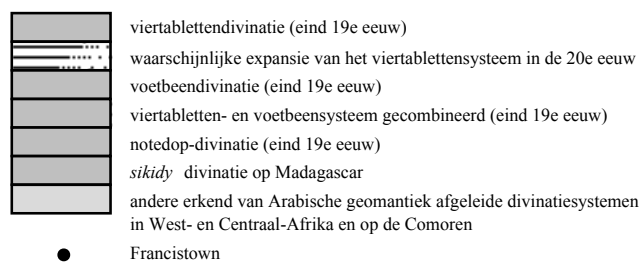 viertablettendivinatie (eind 19e eeuw)
waarschijnlijke expansie van het viertablettensysteem in de 20e eeuw
voetbeendivinatie (eind 19e eeuw)
viertabletten- en voetbeensysteem gecombineerd (eind 19e eeuw)
notedop-divinatie (eind 19e eeuw)
sikidy divinatie op Madagascar
andere erkend van Arabische geomantiek afgeleide divinatiesystemen
in West- en Centraal-Afrika en op de Comoren
Francistown